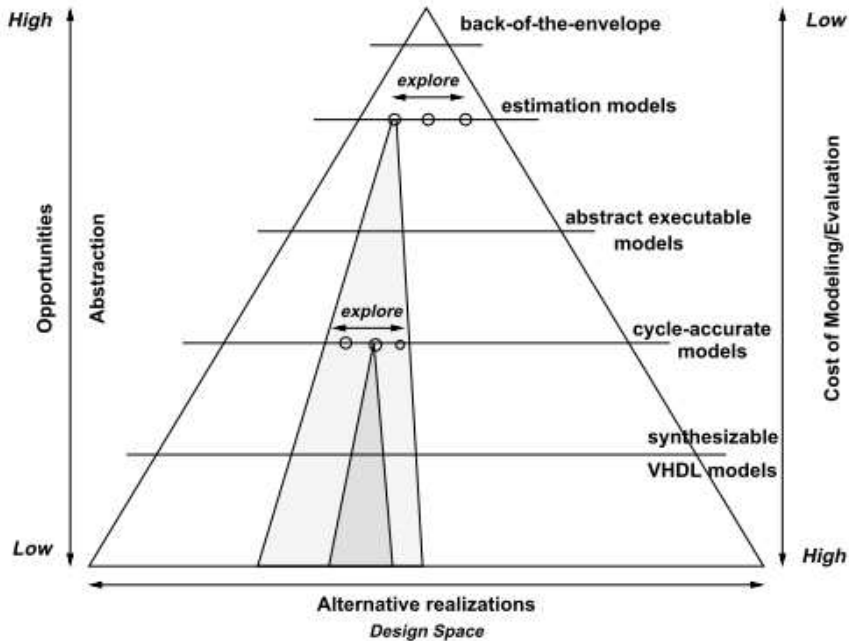 High
Low
back-of-the-envelope
explore
estimation models
Opportunities
Abstraction
abstract executable
models
Cost of Modeling/Evaluation
explore
cycle-accurate
models
synthesizable
VHDL models
Low
High
Alternative realizations
Design Space